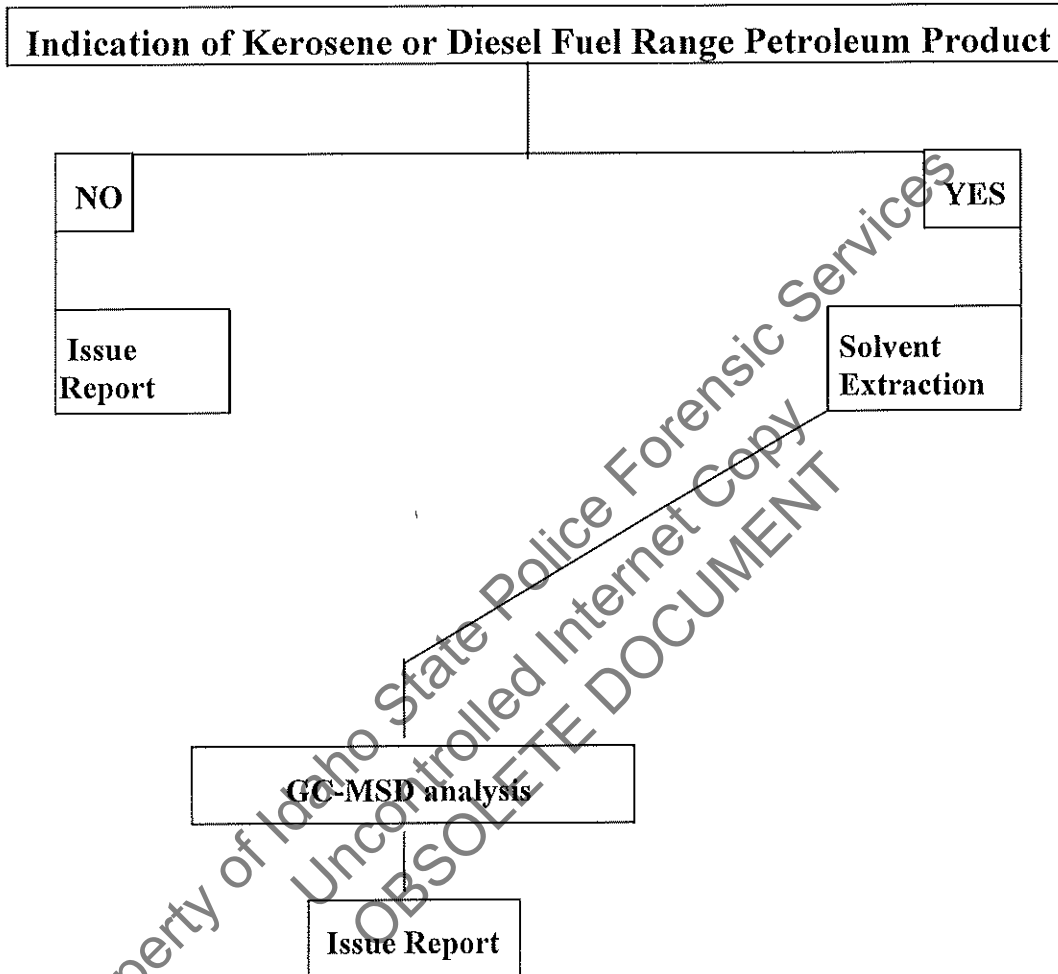 Indication of Kerosene or Diesel Fuel Range Petroleum Product
NO
YES
Issue
Report
Solvent
Extraction
GC-MSD analysis
Issue Report
perty of Idaho State Police Forensic Services
Uncontrolled Internet Copy
OBSOLETE DOCUMENT